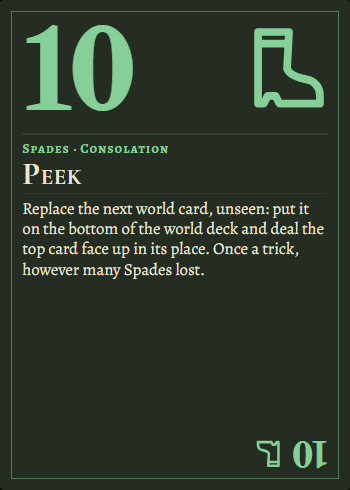 10
Spades · Consolation
Peek
Replace the next world card, unseen: put it
on the bottom of the world deck and deal the
top card face up in its place. Once a trick,
however many Spades lost.
10